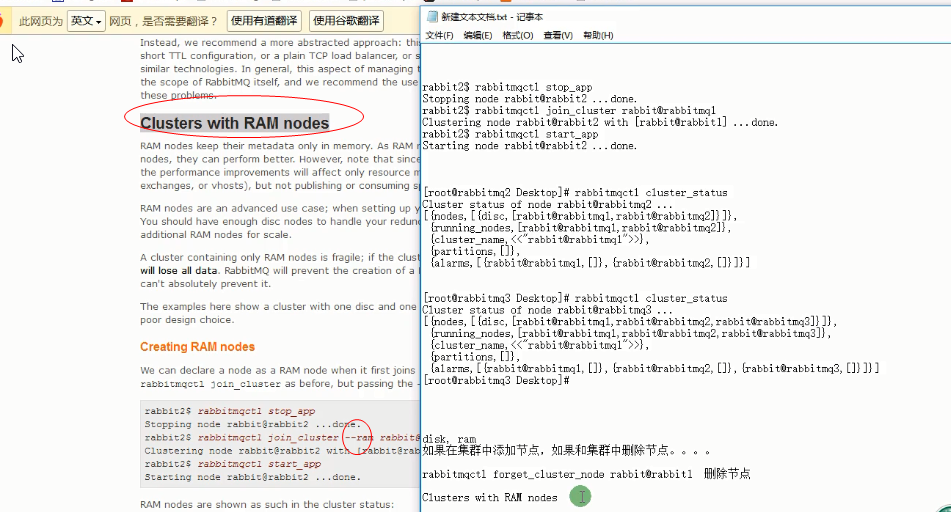 此网页为 英文 网页，是否需要翻译？ 使用有道翻译 使用谷歌翻译
Instead, we recommend a more abstracted approach: this
short TTL configuration, or a plain TCP load balancer, or s
similar technologies. In general, this aspect of managing t
the scope of RabbitMQ itself, and we recommend the use
these problems.
Clusters with RAM nodes
RAM nodes keep their metadata only in memory. As RAM n
nodes, they can perform better. However, note that since
the performance improvements will affect only resource m
exchanges, or vhosts), but not publishing or consuming s
RAM nodes are an advanced use case; when setting up y
You should have enough disc nodes to handle your redun
additional RAM nodes for scale.
A cluster containing only RAM nodes is fragile; if the clust
will lose all data. RabbitMQ will prevent the creation of a
can't absolutely prevent it.
The examples here show a cluster with one disc and one
poor design choice.
Creating RAM nodes
We can declare a node as a RAM node when it first joins
rabbitmqctl join_cluster as before, but passing the
rabbit2$ rabbitmqctl stop_app
Stopping node rabbit@rabbit2 ...done.
rabbit2$ rabbitmqctl join_cluster --ram rabbit@
Clustering node rabbit@rabbit2 with [rabbit@rab
rabbit2$ rabbitmqctl start_app
Starting node rabbit@rabbit2 ...done.
RAM nodes are shown as such in the cluster status:
新建文本文档.txt - 记事本
文件(F) 编辑(E) 格式(O) 查看(V) 帮助(H)
rabbit2$ rabbitmqctl stop_app
Stopping node rabbit@rabbit2 ...done.
rabbit2$ rabbitmqctl join_cluster rabbit@rabbitmq1
Clustering node rabbit@rabbit2 with [rabbit@rabbit1] ...done.
rabbit2$ rabbitmqctl start_app
Starting node rabbit@rabbit2 ...done.
[root@rabbitmq2 Desktop]# rabbitmqctl cluster_status
Cluster status of node rabbit@rabbitmq2 ...
[{nodes,[{disc,[rabbit@rabbitmq1,rabbit@rabbitmq2]}]},
{running_nodes,[rabbit@rabbitmq1,rabbit@rabbitmq2]},
{cluster_name,<<"rabbit@rabbitmq1">>},
{partitions,[]},
{alarms,[{rabbit@rabbitmq1,[]},{rabbit@rabbitmq2,[]}]}]
[root@rabbitmq3 Desktop]# rabbitmqctl cluster_status
Cluster status of node rabbit@rabbitmq3 ...
[{nodes,[{disc,[rabbit@rabbitmq1,rabbit@rabbitmq2,rabbit@rabbitmq3]}]},
{running_nodes,[rabbit@rabbitmq1,rabbit@rabbitmq2,rabbit@rabbitmq3]},
{cluster_name,<<"rabbit@rabbitmq1">>},
{partitions,[]},
{alarms,[{rabbit@rabbitmq1,[]},{rabbit@rabbitmq2,[]},{rabbit@rabbitmq3,[]}]}]
[root@rabbitmq3 Desktop]#
disk, ram
如果在集群中添加节点，如果和集群中删除节点。。。。
rabbitmqctl forget_cluster_node rabbit@rabbit1 删除节点
Clusters with RAM nodes